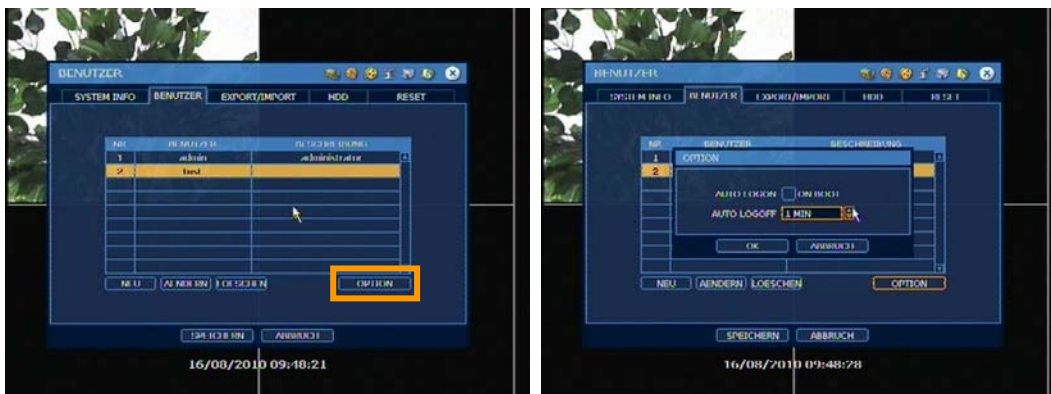 BENUTZER
SYSTEM INFO BENUTZER EXPORT/IMPORT HDD RESET
NR. BENUTZER BESCHREIBUNG
1 admin administrator
2 test
NEU AENDERN LOESCHEN OPTION
SPEICHERN ABBRUCH
16/08/2010 09:48:21
BENUTZER
SYSTEM INFO BENUTZER EXPORT/IMPORT HDD RESET
NR. BENUTZER BESCHREIBUNG
1
2
OPTION
AUTO LOGON ON BOOT
AUTO LOGOFF 1 MIN
OK ABBRUCH
NEU AENDERN LOESCHEN OPTION
SPEICHERN ABBRUCH
16/08/2010 09:48:28